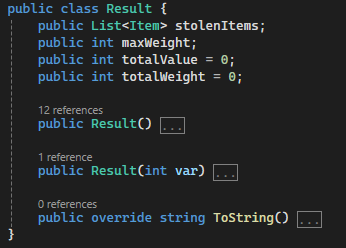 public class Result {
public List<Item> stolenItems;
public int maxWeight;
public int totalValue = 0;
public int totalWeight = 0;
12 references
public Result() ...
1 reference
public Result(int var) ...
0 references
public override string ToString() ...
}